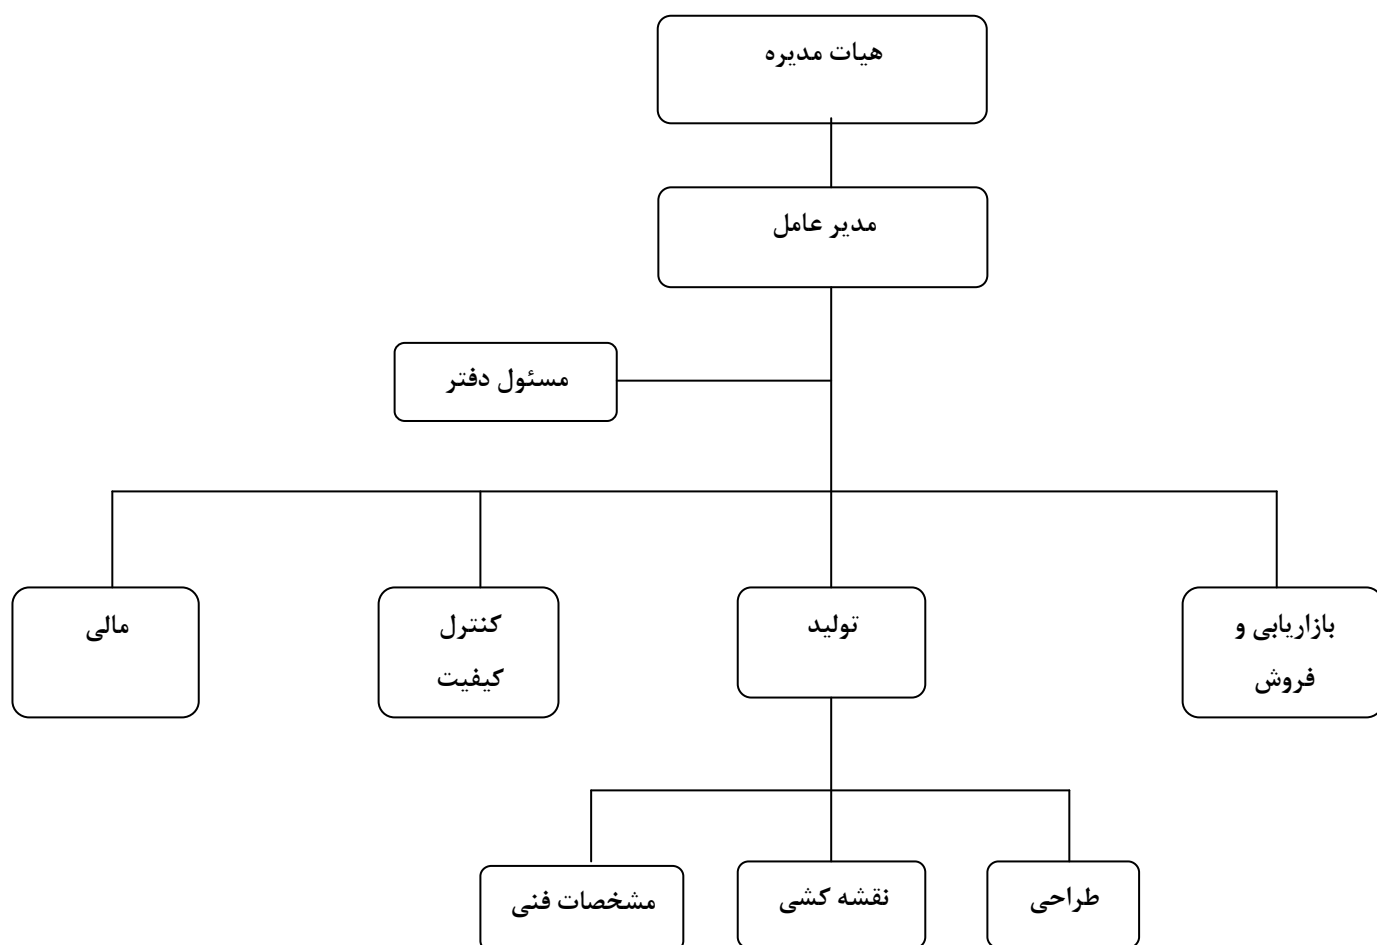 هیات مدیره
مدیر عامل
مسئول دفتر
بازاریابی و
فروش
تولید
کنترل
کیفیت
مالی
طراحی
نقشه کشی
مشخصات فنی